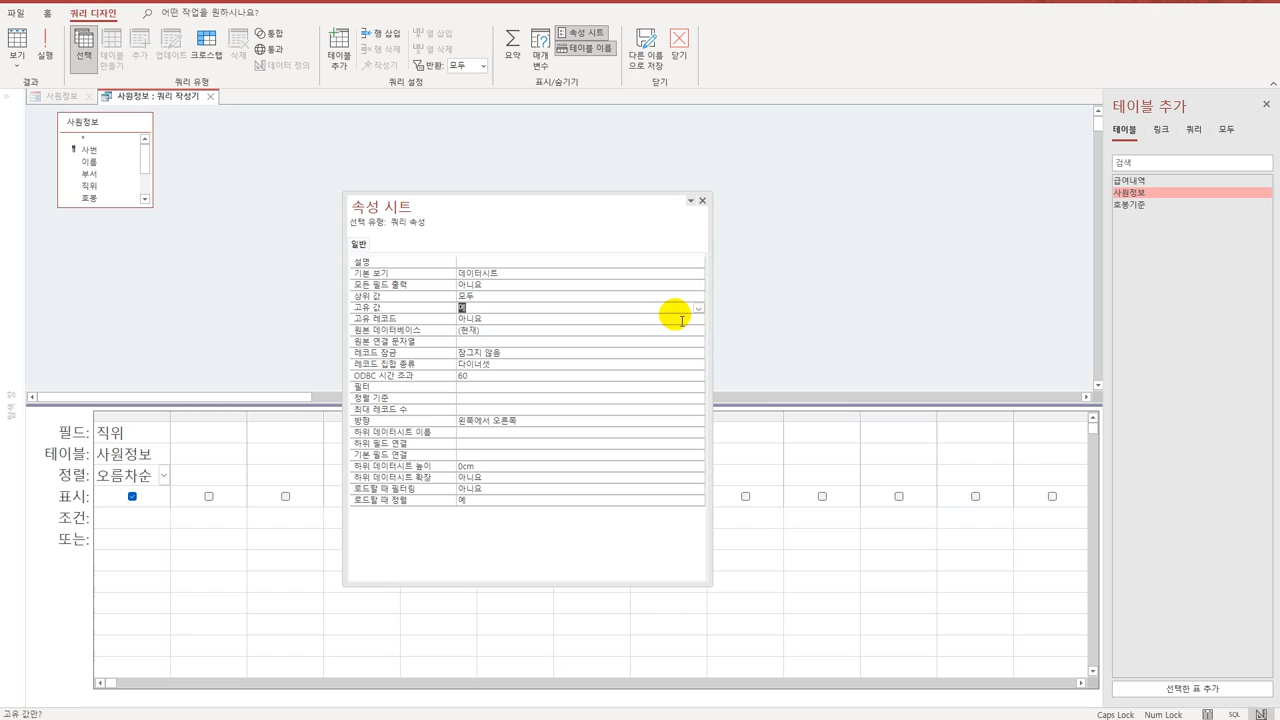 파일 홈 쿼리 디자인 어떤 작업을 원하시나요?
보기 실행 선택 테이블 만들기 추가 업데이트 크로스탭 삭제 통합 통과 데이터 정의
테이블 추가 행 삽입 행 삭제 작성기 열 삽입 열 삭제 반환: 모두
요약 매개 변수 속성 시트 테이블 이름 다른 이름으로 저장 닫기
결과 쿼리 유형 쿼리 설정 표시/숨기기 닫기
사원정보 사원정보 : 쿼리 작성기
사원정보
*
사번
이름
부서
직위
호봉
탐색 창
속성 시트
선택 유형: 쿼리 속성
일반
설명
기본 보기 데이터시트
모든 필드 출력 아니요
상위 값 모두
고유 값 예
고유 레코드 아니요
원본 데이터베이스 (현재)
원본 연결 문자열
레코드 잠금 잠그지 않음
레코드 집합 종류 다이너셋
ODBC 시간 초과 60
필터
정렬 기준
최대 레코드 수
방향 왼쪽에서 오른쪽
하위 데이터시트 이름
하위 필드 연결
기본 필드 연결
하위 데이터시트 높이 0cm
하위 데이터시트 확장 아니요
로드할 때 필터링 아니요
로드할 때 정렬 예
필드: 직위
테이블: 사원정보
정렬: 오름차순
표시:
조건:
또는:
테이블 추가
테이블 링크 쿼리 모두
검색
급여내역
사원정보
호봉기준
선택한 표 추가
고유 값만? Caps Lock Num Lock SQL